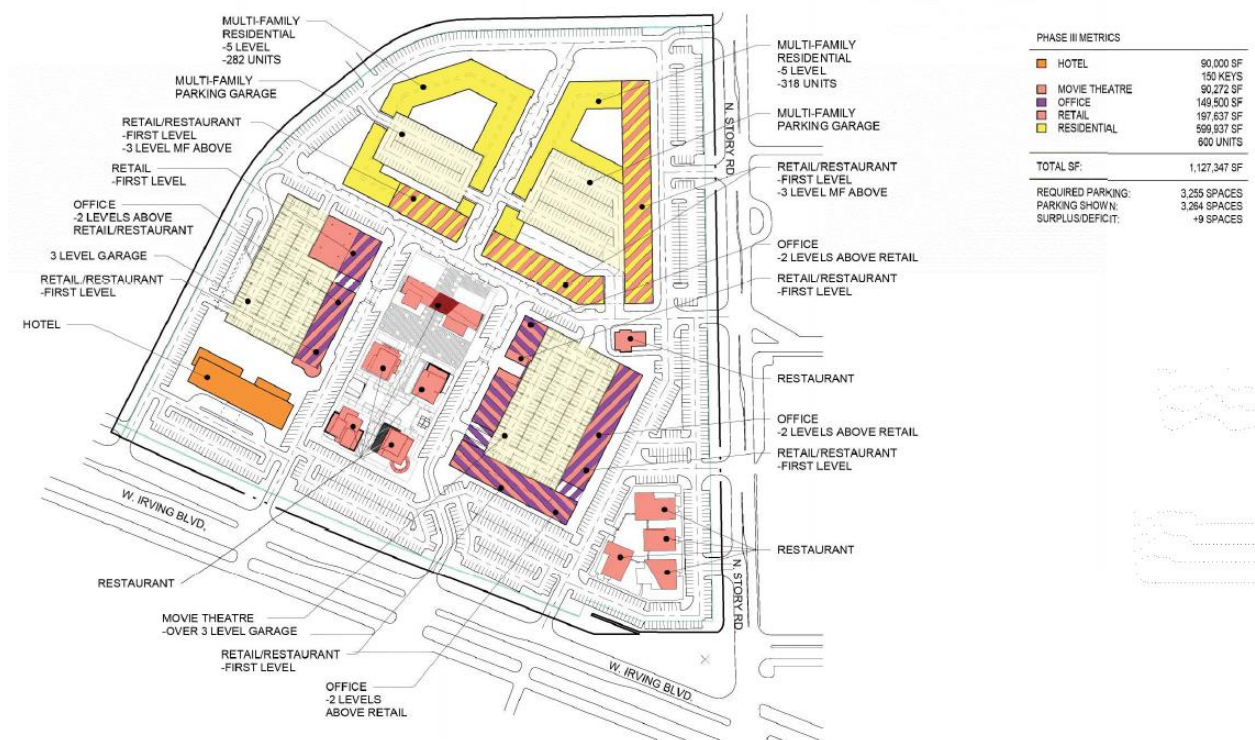 MULTI-FAMILY
RESIDENTIAL
-5 LEVEL
-282 UNITS
MULTI-FAMILY
PARKING GARAGE
RETAIL/RESTAURANT
-FIRST LEVEL
-3 LEVEL MF ABOVE
RETAIL
-FIRST LEVEL
OFFICE
-2 LEVELS ABOVE
RETAIL/RESTAURANT
3 LEVEL GARAGE
RETAIL./RESTAURANT
-FIRST LEVEL
HOTEL
W. IRVING BLVD.
RESTAURANT
MOVIE THEATRE
-OVER 3 LEVEL GARAGE
RETAIL/RESTAURANT
-FIRST LEVEL
OFFICE
-2 LEVELS
ABOVE RETAIL
MULTI-FAMILY
RESIDENTIAL
-5 LEVEL
-318 UNITS
N. STORY RD
MULTI-FAMILY
PARKING GARAGE
RETAIL/RESTAURANT
-FIRST LEVEL
-3 LEVEL MF ABOVE
OFFICE
-2 LEVELS ABOVE RETAIL
RETAIL/RESTAURANT
-FIRST LEVEL
RESTAURANT
OFFICE
-2 LEVELS ABOVE RETAIL
RETAIL/RESTAURANT
-FIRST LEVEL
RESTAURANT
N. STORY RD
W. IRVING BLVD.
PHASE III METRICS
HOTEL 90,000 SF
150 KEYS
MOVIE THEATRE 90,272 SF
OFFICE 149,500 SF
RETAIL 197,637 SF
RESIDENTIAL 599,937 SF
600 UNITS
TOTAL SF: 1,127,347 SF
REQUIRED PARKING: 3,255 SPACES
PARKING SHOWN: 3,264 SPACES
SURPLUS/DEFICIT: +9 SPACES